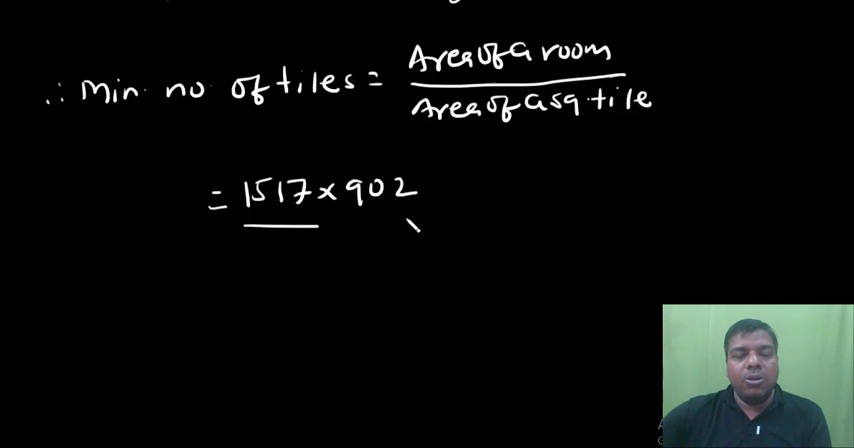 ∴ Min. no of tiles = Area of a room
Area of a sq. tile
= 1517 × 902